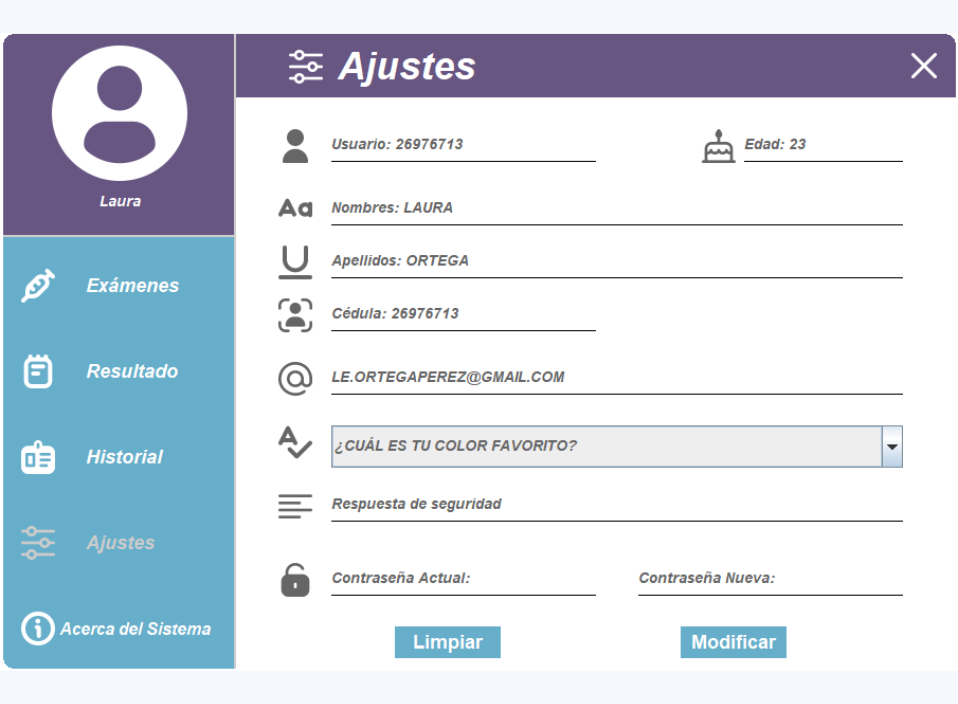 Laura
Exámenes
Resultado
Historial
Ajustes
Acerca del Sistema
Ajustes
Usuario: 26976713
Edad: 23
Nombres: LAURA
Apellidos: ORTEGA
Cédula: 26976713
LE.ORTEGAPEREZ@GMAIL.COM
¿CUÁL ES TU COLOR FAVORITO?
Respuesta de seguridad
Contraseña Actual:
Contraseña Nueva:
Limpiar
Modificar